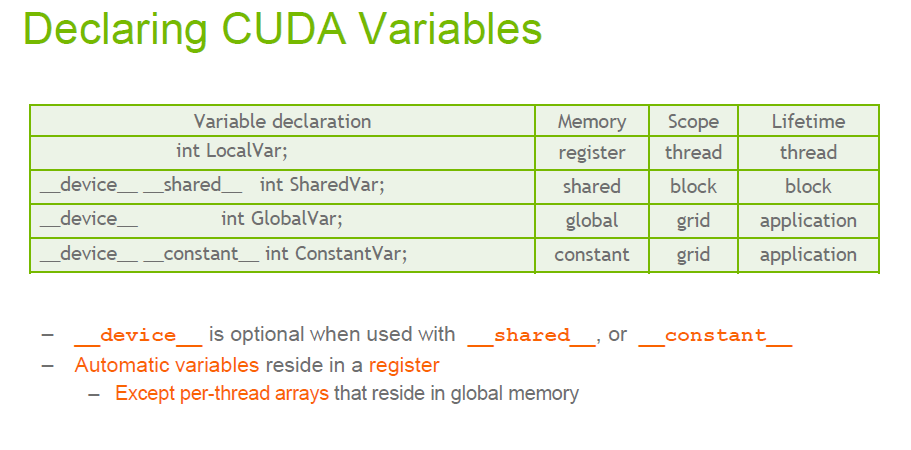 Declaring CUDA Variables
Variable declaration Memory Scope Lifetime
int LocalVar; register thread thread
__device__ __shared__ int SharedVar; shared block block
__device__ int GlobalVar; global grid application
__device__ __constant__ int ConstantVar; constant grid application
– __device__ is optional when used with __shared__, or __constant__
– Automatic variables reside in a register
– Except per-thread arrays that reside in global memory